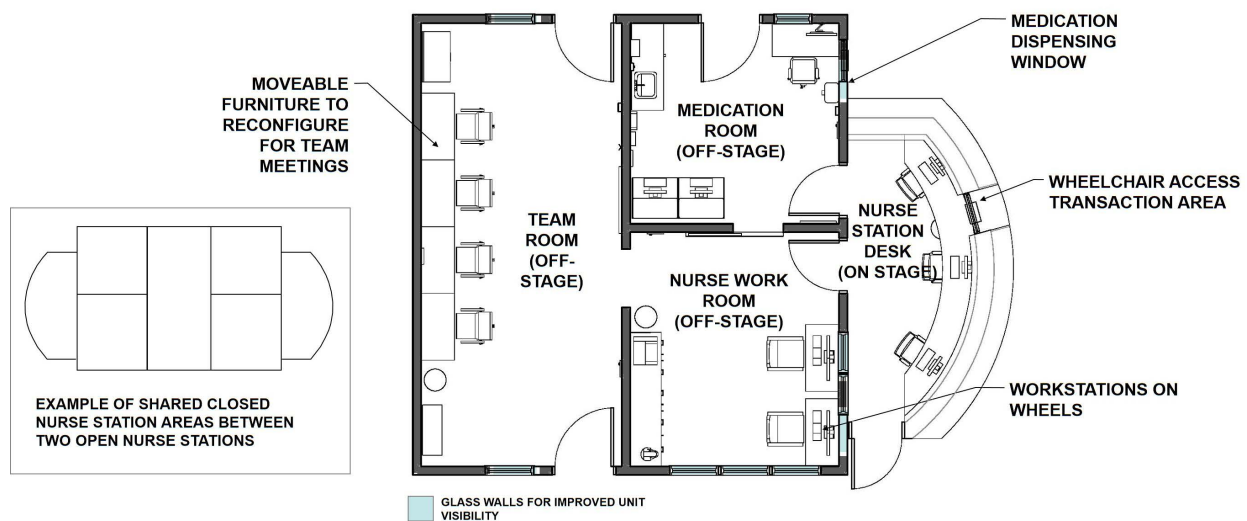 MOVEABLE
FURNITURE TO
RECONFIGURE
FOR TEAM
MEETINGS
MEDICATION
DISPENSING
WINDOW
MEDICATION
ROOM
(OFF-STAGE)
WHEELCHAIR ACCESS
TRANSACTION AREA
TEAM
ROOM
(OFF-
STAGE)
NURSE
STATION
DESK
(ON STAGE)
NURSE WORK
ROOM
(OFF-STAGE)
WORKSTATIONS ON
WHEELS
EXAMPLE OF SHARED CLOSED
NURSE STATION AREAS BETWEEN
TWO OPEN NURSE STATIONS
GLASS WALLS FOR IMPROVED UNIT
VISIBILITY